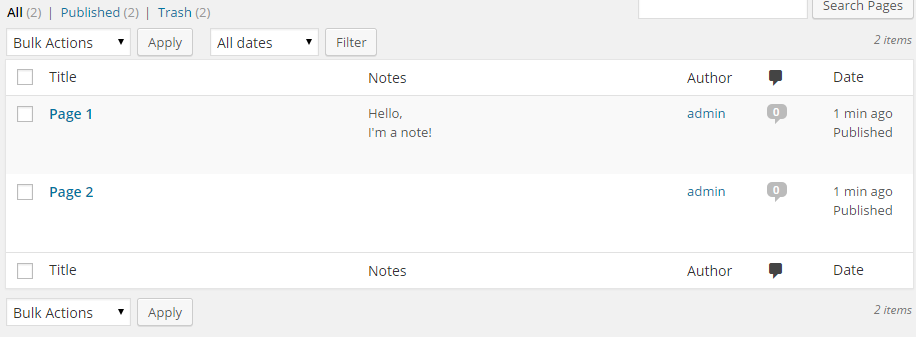 All (2) | Published (2) | Trash (2)
Search Pages
Bulk Actions Apply All dates Filter 2 items
Title Notes Author Date
Page 1 Hello, admin 0 1 min ago
I'm a note! Published
Page 2 admin 0 1 min ago
Published
Title Notes Author Date
Bulk Actions Apply 2 items